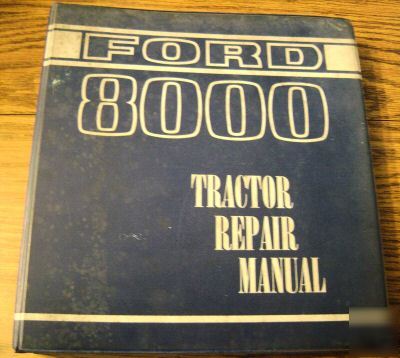 FORD
8000
TRACTOR
REPAIR
MANUAL